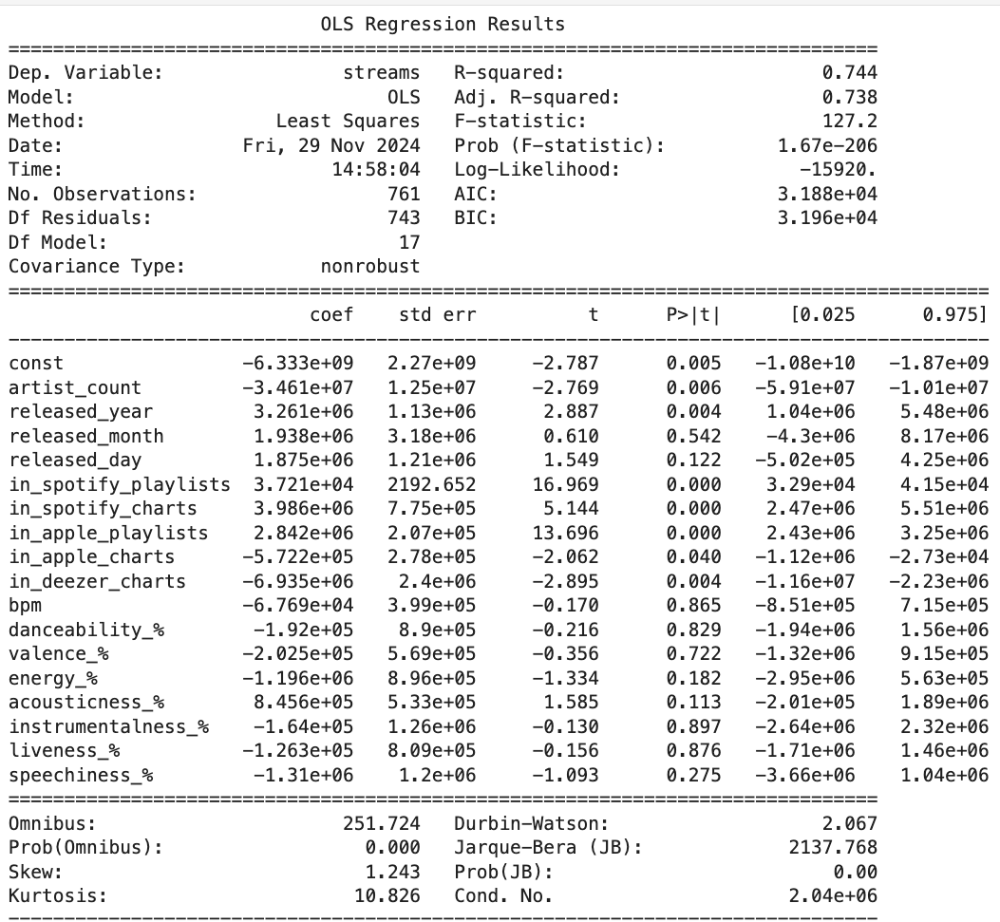 OLS Regression Results
==============================================================================
Dep. Variable: streams R-squared: 0.744
Model: OLS Adj. R-squared: 0.738
Method: Least Squares F-statistic: 127.2
Date: Fri, 29 Nov 2024 Prob (F-statistic): 1.67e-206
Time: 14:58:04 Log-Likelihood: -15920.
No. Observations: 761 AIC: 3.188e+04
Df Residuals: 743 BIC: 3.196e+04
Df Model: 17
Covariance Type: nonrobust
========================================================================================
coef std err t P>|t| [0.025 0.975]
----------------------------------------------------------------------------------------
const -6.333e+09 2.27e+09 -2.787 0.005 -1.08e+10 -1.87e+09
artist_count -3.461e+07 1.25e+07 -2.769 0.006 -5.91e+07 -1.01e+07
released_year 3.261e+06 1.13e+06 2.887 0.004 1.04e+06 5.48e+06
released_month 1.938e+06 3.18e+06 0.610 0.542 -4.3e+06 8.17e+06
released_day 1.875e+06 1.21e+06 1.549 0.122 -5.02e+05 4.25e+06
in_spotify_playlists 3.721e+04 2192.652 16.969 0.000 3.29e+04 4.15e+04
in_spotify_charts 3.986e+06 7.75e+05 5.144 0.000 2.47e+06 5.51e+06
in_apple_playlists 2.842e+06 2.07e+05 13.696 0.000 2.43e+06 3.25e+06
in_apple_charts -5.722e+05 2.78e+05 -2.062 0.040 -1.12e+06 -2.73e+04
in_deezer_charts -6.935e+06 2.4e+06 -2.895 0.004 -1.16e+07 -2.23e+06
bpm -6.769e+04 3.99e+05 -0.170 0.865 -8.51e+05 7.15e+05
danceability_% -1.92e+05 8.9e+05 -0.216 0.829 -1.94e+06 1.56e+06
valence_% -2.025e+05 5.69e+05 -0.356 0.722 -1.32e+06 9.15e+05
energy_% -1.196e+06 8.96e+05 -1.334 0.182 -2.95e+06 5.63e+05
acousticness_% 8.456e+05 5.33e+05 1.585 0.113 -2.01e+05 1.89e+06
instrumentalness_% -1.64e+05 1.26e+06 -0.130 0.897 -2.64e+06 2.32e+06
liveness_% -1.263e+05 8.09e+05 -0.156 0.876 -1.71e+06 1.46e+06
speechiness_% -1.31e+06 1.2e+06 -1.093 0.275 -3.66e+06 1.04e+06
==============================================================================
Omnibus: 251.724 Durbin-Watson: 2.067
Prob(Omnibus): 0.000 Jarque-Bera (JB): 2137.768
Skew: 1.243 Prob(JB): 0.00
Kurtosis: 10.826 Cond. No. 2.04e+06
------------------------------------------------------------------------------